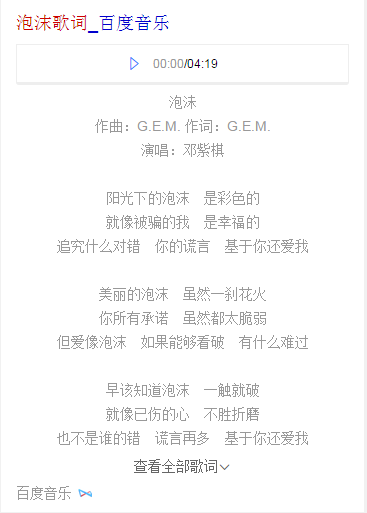 泡沫歌词_百度音乐
00:00/04:19
泡沫
作曲：G.E.M. 作词：G.E.M.
演唱：邓紫棋
阳光下的泡沫　是彩色的
就像被骗的我　是幸福的
追究什么对错　你的谎言　基于你还爱我
美丽的泡沫　虽然一刹花火
你所有承诺　虽然都太脆弱
但爱像泡沫　如果能够看破　有什么难过
早该知道泡沫　一触就破
就像已伤的心　不胜折磨
也不是谁的错　谎言再多　基于你还爱我
查看全部歌词
百度音乐